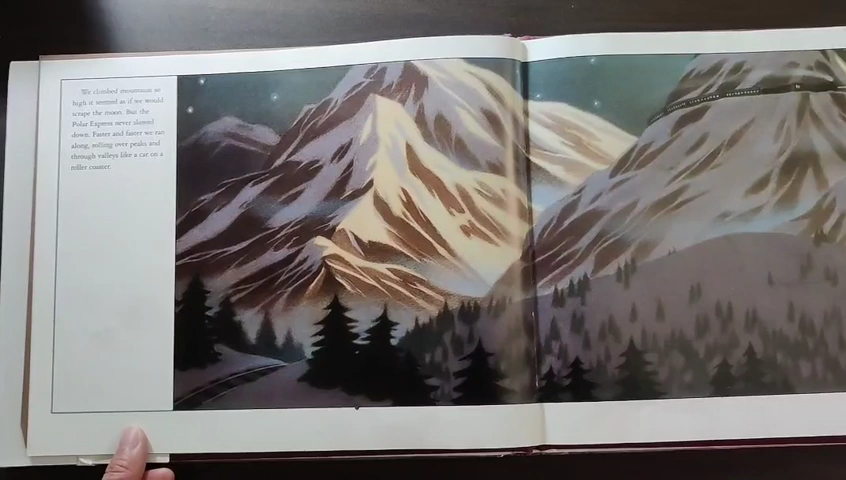 We climbed mountains so
high it seemed as if we would
scrape the moon. But the
Polar Express never slowed
down. Faster and faster we ran
along, rolling over peaks and
through valleys like a car on a
roller coaster.